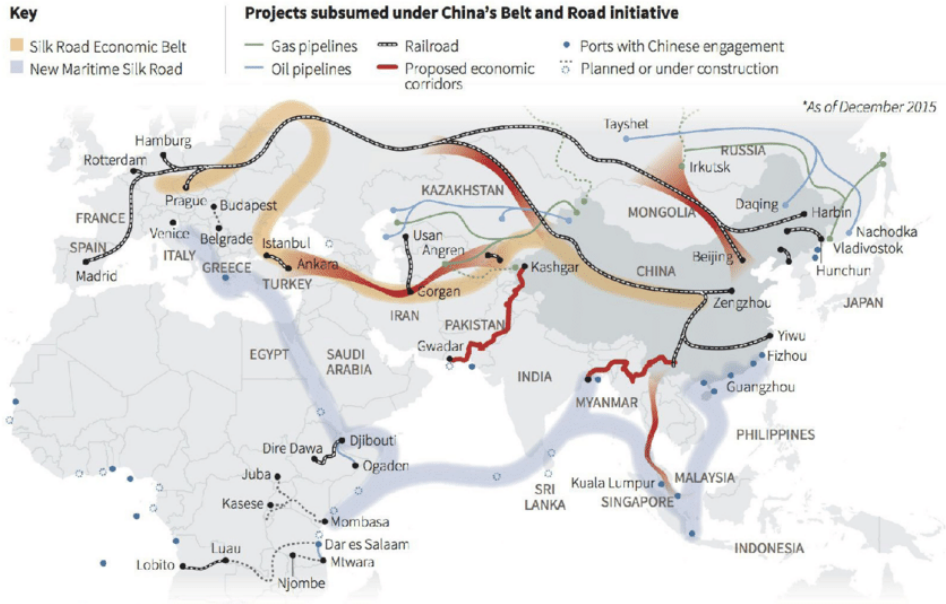 Key
Silk Road Economic Belt
New Maritime Silk Road
Projects subsumed under China's Belt and Road initiative
Gas pipelines
Oil pipelines
Railroad
Proposed economic
corridors
Ports with Chinese engagement
Planned or under construction
*As of December 2015
Tayshet
Hamburg
Rotterdam
RUSSIA
Irkutsk
KAZAKHSTAN
Prague
Budapest
FRANCE
MONGOLIA
Daqing
Harbin
Venice
Belgrade
Usan
Nachodka
SPAIN
ITALY
Istanbul
Angren
Vladivostok
Madrid
GREECE
Ankara
Kashgar
CHINA
Beijing
Hunchun
TURKEY
Gorgan
Zengzhou
JAPAN
IRAN
PAKISTAN
Gwadar
Yiwu
EGYPT
SAUDI
ARABIA
Fizhou
INDIA
Guangzhou
MYANMAR
PHILIPPINES
Djibouti
Dire Dawa
Ogaden
Juba
MALAYSIA
Kuala Lumpur
SRI
LANKA
SINGAPORE
Kasese
Mombasa
Dar es Salaam
INDONESIA
Luau
Lobito
Mtwara
Njombe